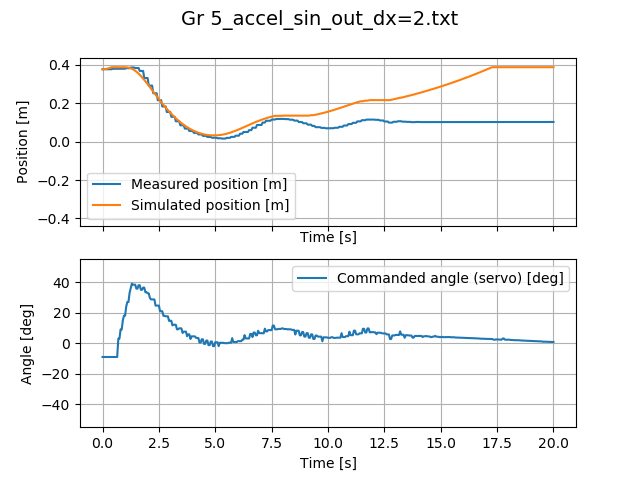 Gr 5_accel_sin_out_dx=2.txt
Position [m]
0.4
0.2
0.0
−0.2
−0.4
Measured position [m]
Simulated position [m]
Time [s]
Angle [deg]
40
20
0
−20
−40
Commanded angle (servo) [deg]
0.0 2.5 5.0 7.5 10.0 12.5 15.0 17.5 20.0
Time [s]